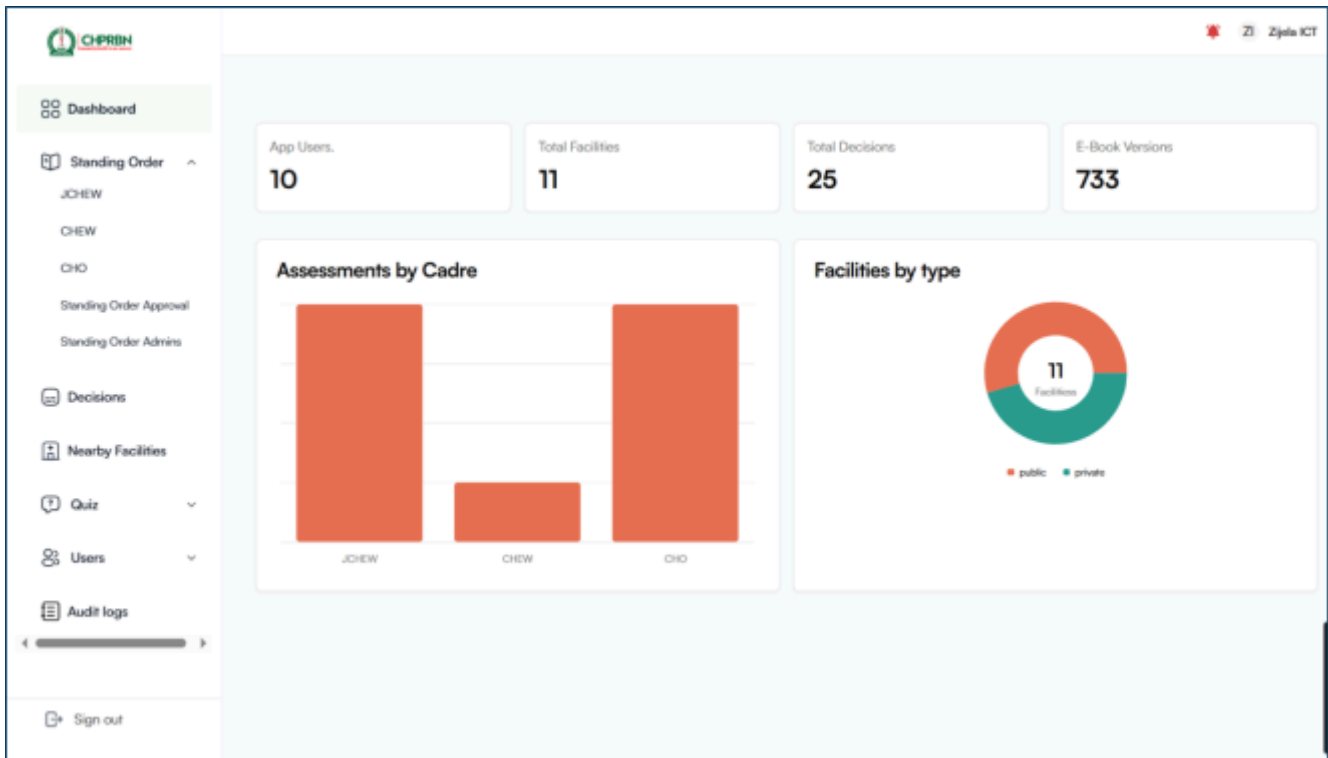 CHPRBN
ZI Zijela ICT
Dashboard
Standing Order
JCHEW
CHEW
CHO
Standing Order Approval
Standing Order Admins
Decisions
Nearby Facilities
Quiz
Users
Audit logs
Sign out
App Users.
10
Total Facilities
11
Total Decisions
25
E-Book Versions
733
Assessments by Cadre
JCHEW CHEW CHO
Facilities by type
11
Facilities
public private